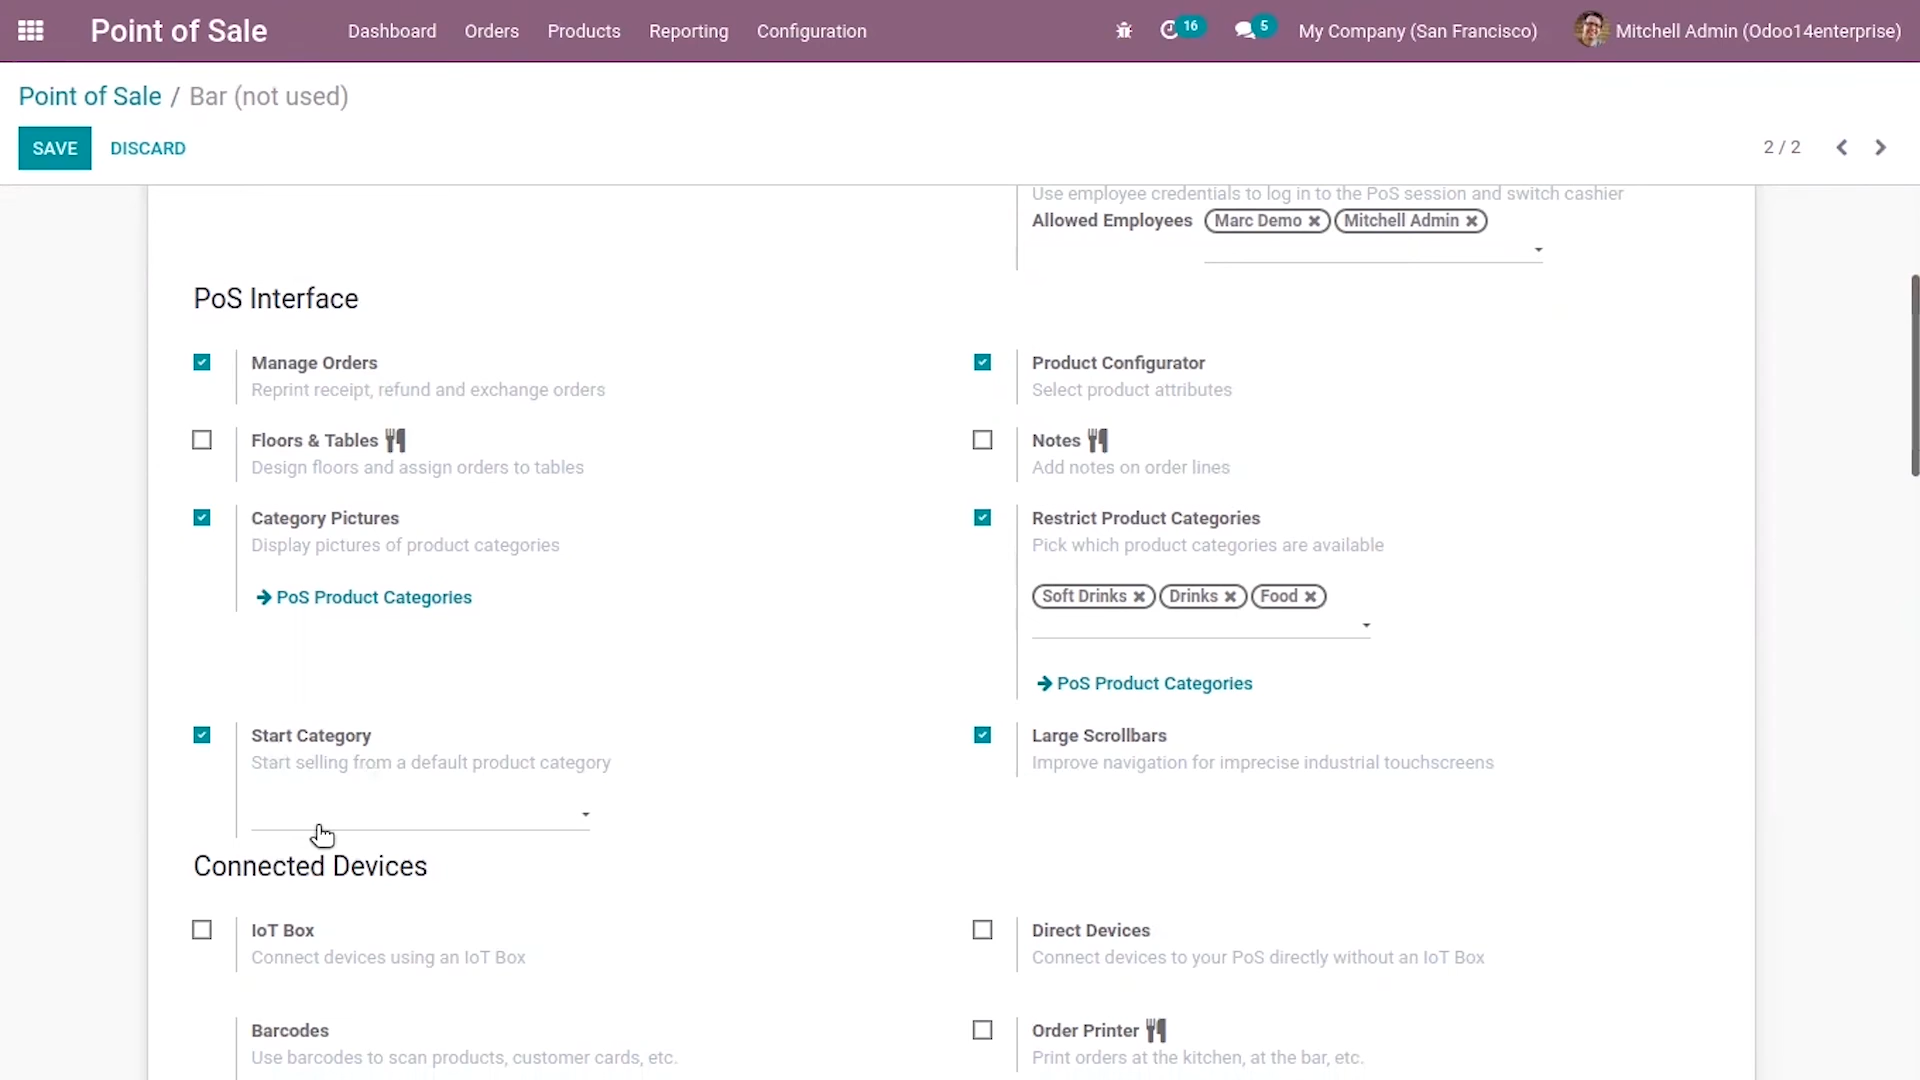 Point of Sale Dashboard Orders Products Reporting Configuration 16 5 My Company (San Francisco) Mitchell Admin (Odoo14enterprise)
Point of Sale / Bar (not used)
SAVE DISCARD 2 / 2
Use employee credentials to log in to the PoS session and switch cashier
Allowed Employees Marc Demo Mitchell Admin
PoS Interface
Manage Orders
Reprint receipt, refund and exchange orders
Product Configurator
Select product attributes
Floors & Tables
Design floors and assign orders to tables
Notes
Add notes on order lines
Category Pictures
Display pictures of product categories
PoS Product Categories
Restrict Product Categories
Pick which product categories are available
Soft Drinks Drinks Food
PoS Product Categories
Start Category
Start selling from a default product category
Large Scrollbars
Improve navigation for imprecise industrial touchscreens
Connected Devices
IoT Box
Connect devices using an IoT Box
Direct Devices
Connect devices to your PoS directly without an IoT Box
Barcodes
Use barcodes to scan products, customer cards, etc.
Order Printer
Print orders at the kitchen, at the bar, etc.